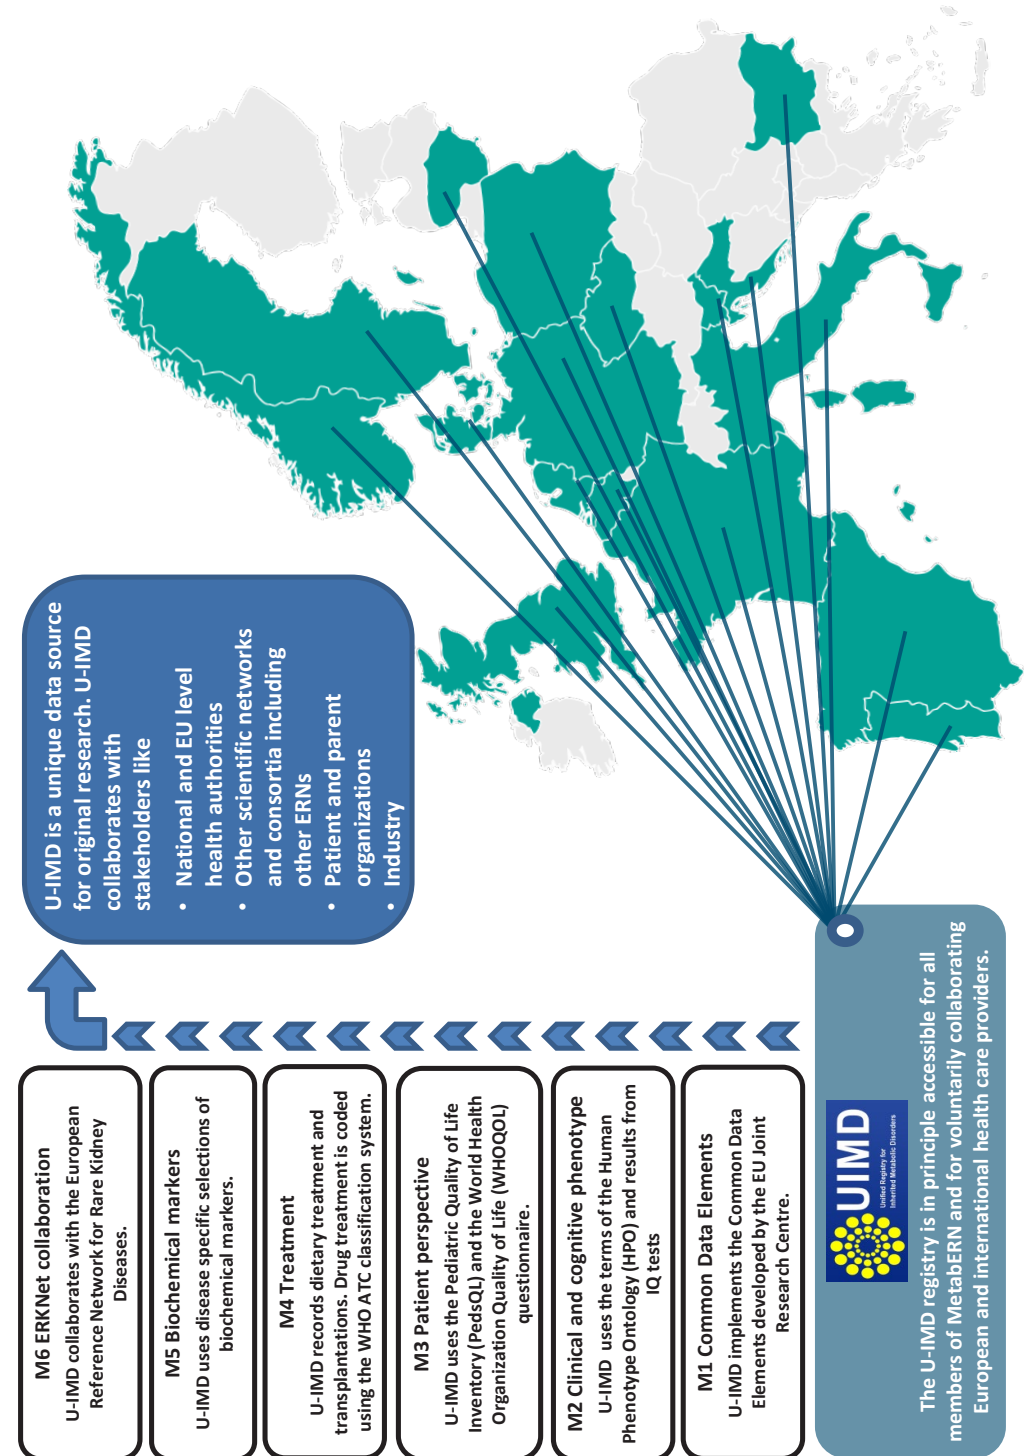 M6 ERKNet collaboration
U-IMD collaborates with the European
Reference Network for Rare Kidney
Diseases.
M5 Biochemical markers
U-IMD uses disease specific selections of
biochemical markers.
M4 Treatment
U-IMD records dietary treatment and
transplantations. Drug treatment is coded
using the WHO ATC classification system.
M3 Patient perspective
U-IMD uses the Pediatric Quality of Life
Inventory (PedsQL) and the World Health
Organization Quality of Life (WHOQOL)
questionnaire.
M2 Clinical and cognitive phenotype
U-IMD uses the terms of the Human
Phenotype Ontology (HPO) and results from
IQ tests
M1 Common Data Elements
U-IMD implements the Common Data
Elements developed by the EU Joint
Research Centre.
U-IMD is a unique data source
for original research. U-IMD
collaborates with
stakeholders like
• National and EU level
health authorities
• Other scientific networks
and consortia including
other ERNs
• Patient and parent
organizations
• Industry
UIMD
Unified Registry for
Inherited Metabolic Disorders
The U-IMD registry is in principle accessible for all
members of MetabERN and for voluntarily collaborating
European and international health care providers.